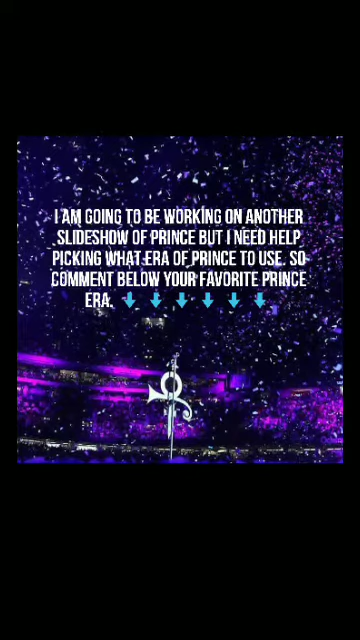 I AM GOING TO BE WORKING ON ANOTHER
SLIDESHOW OF PRINCE BUT I NEED HELP
PICKING WHAT ERA OF PRINCE TO USE. SO
COMMENT BELOW YOUR FAVORITE PRINCE
ERA. ⬇⬇⬇⬇⬇⬇